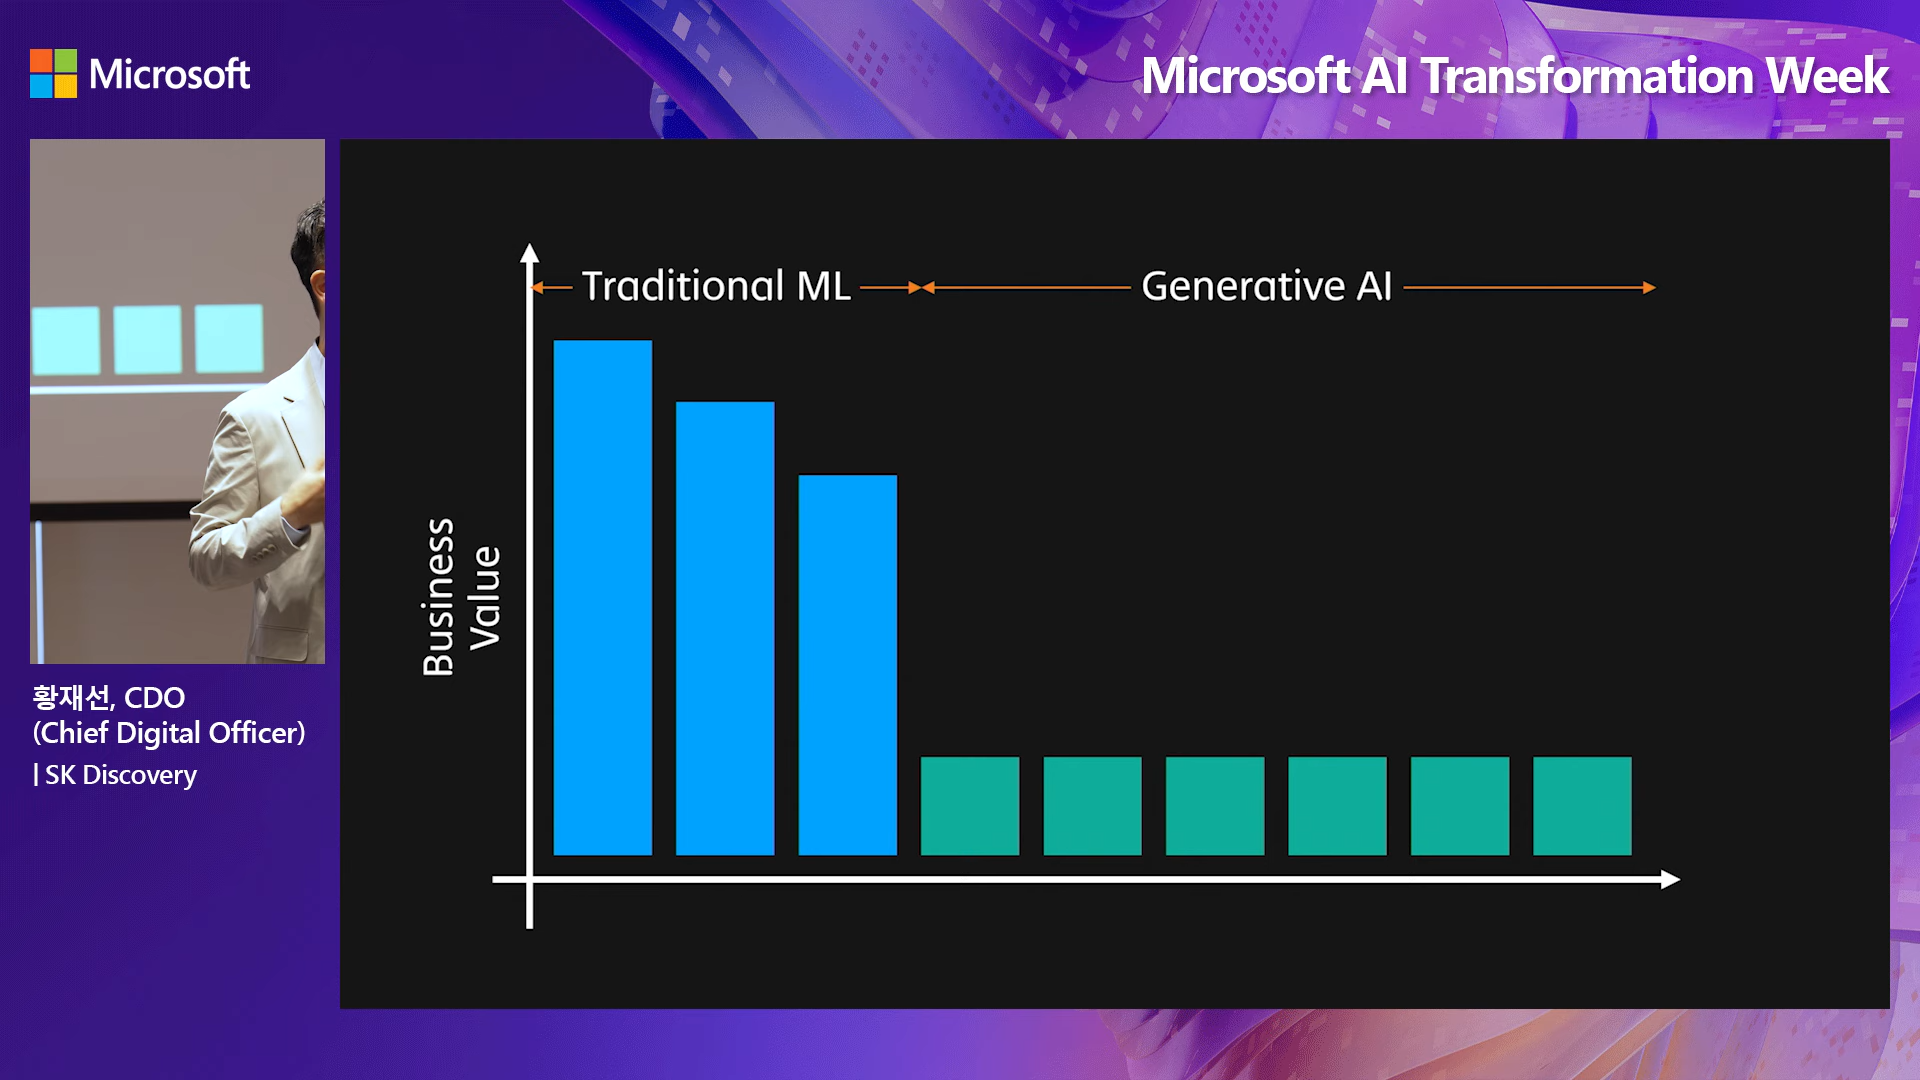 Microsoft
Microsoft AI Transformation Week
Traditional ML
Generative AI
Business
Value
황재선, CDO
(Chief Digital Officer)
| SK Discovery